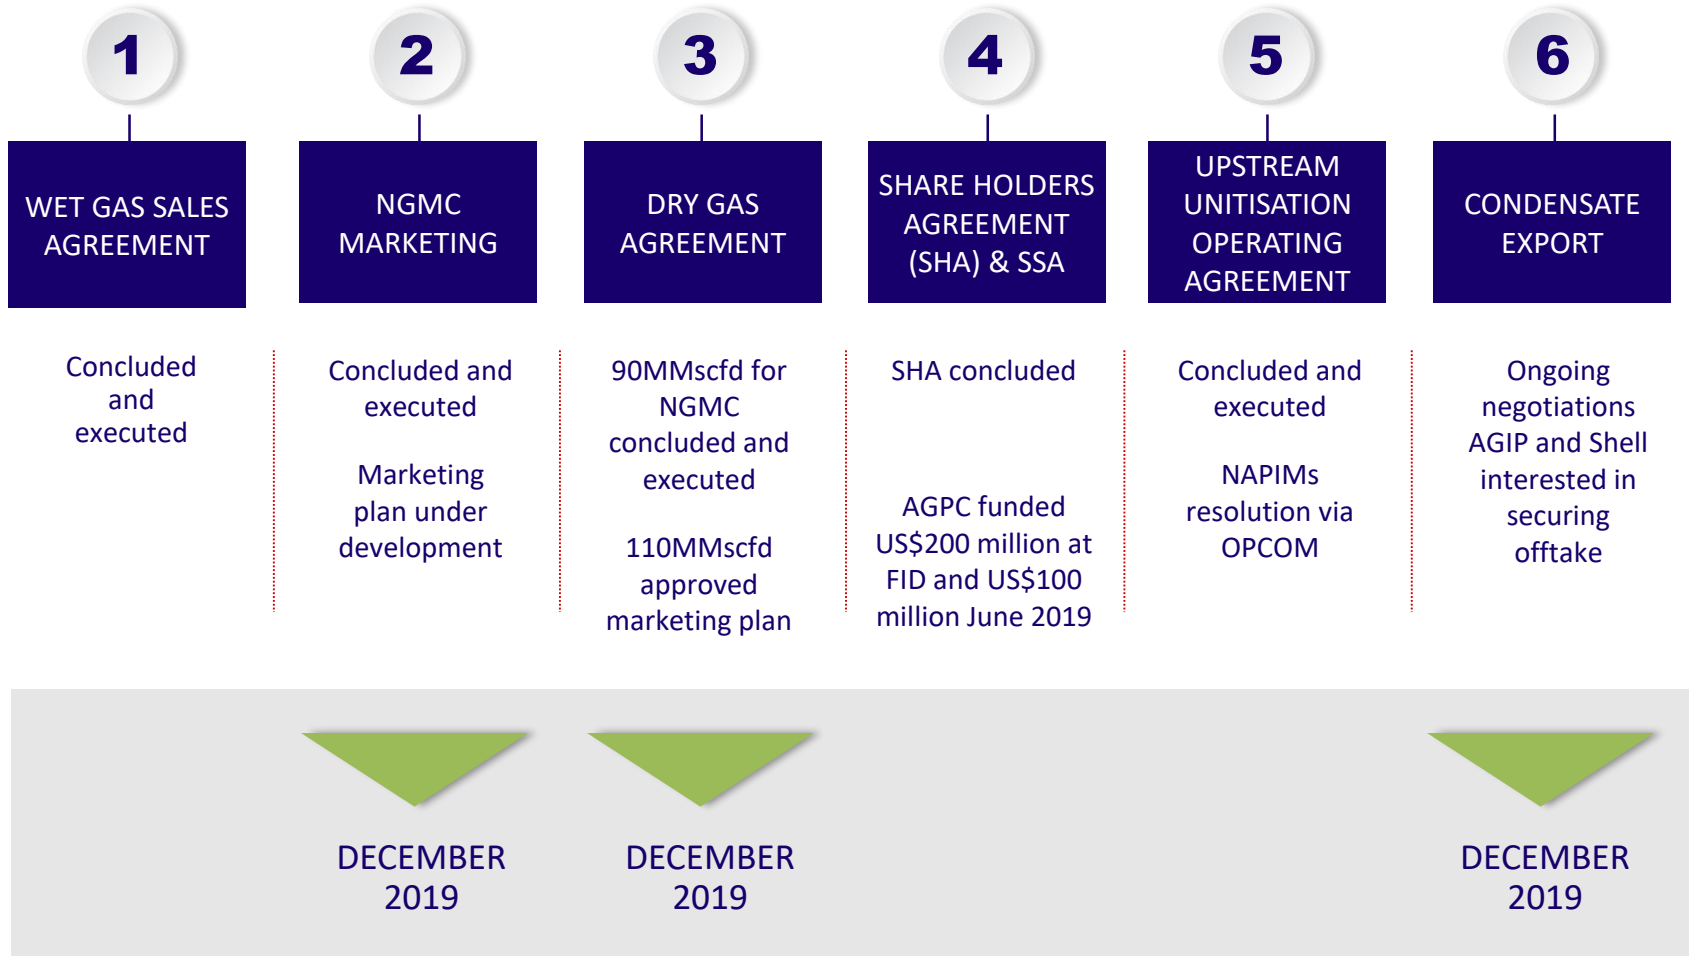 1
WET GAS SALES
AGREEMENT
Concluded
and
executed
2
NGMC
MARKETING
Concluded and
executed
Marketing
plan under
development
3
DRY GAS
AGREEMENT
90MMscfd for
NGMC
concluded and
executed
110MMscfd
approved
marketing plan
4
SHARE HOLDERS
AGREEMENT
(SHA) & SSA
SHA concluded
AGPC funded
US$200 million at
FID and US$100
million June 2019
5
UPSTREAM
UNITISATION
OPERATING
AGREEMENT
Concluded and
executed
NAPIMs
resolution via
OPCOM
6
CONDENSATE
EXPORT
Ongoing
negotiations
AGIP and Shell
interested in
securing
offtake
DECEMBER
2019
DECEMBER
2019
DECEMBER
2019